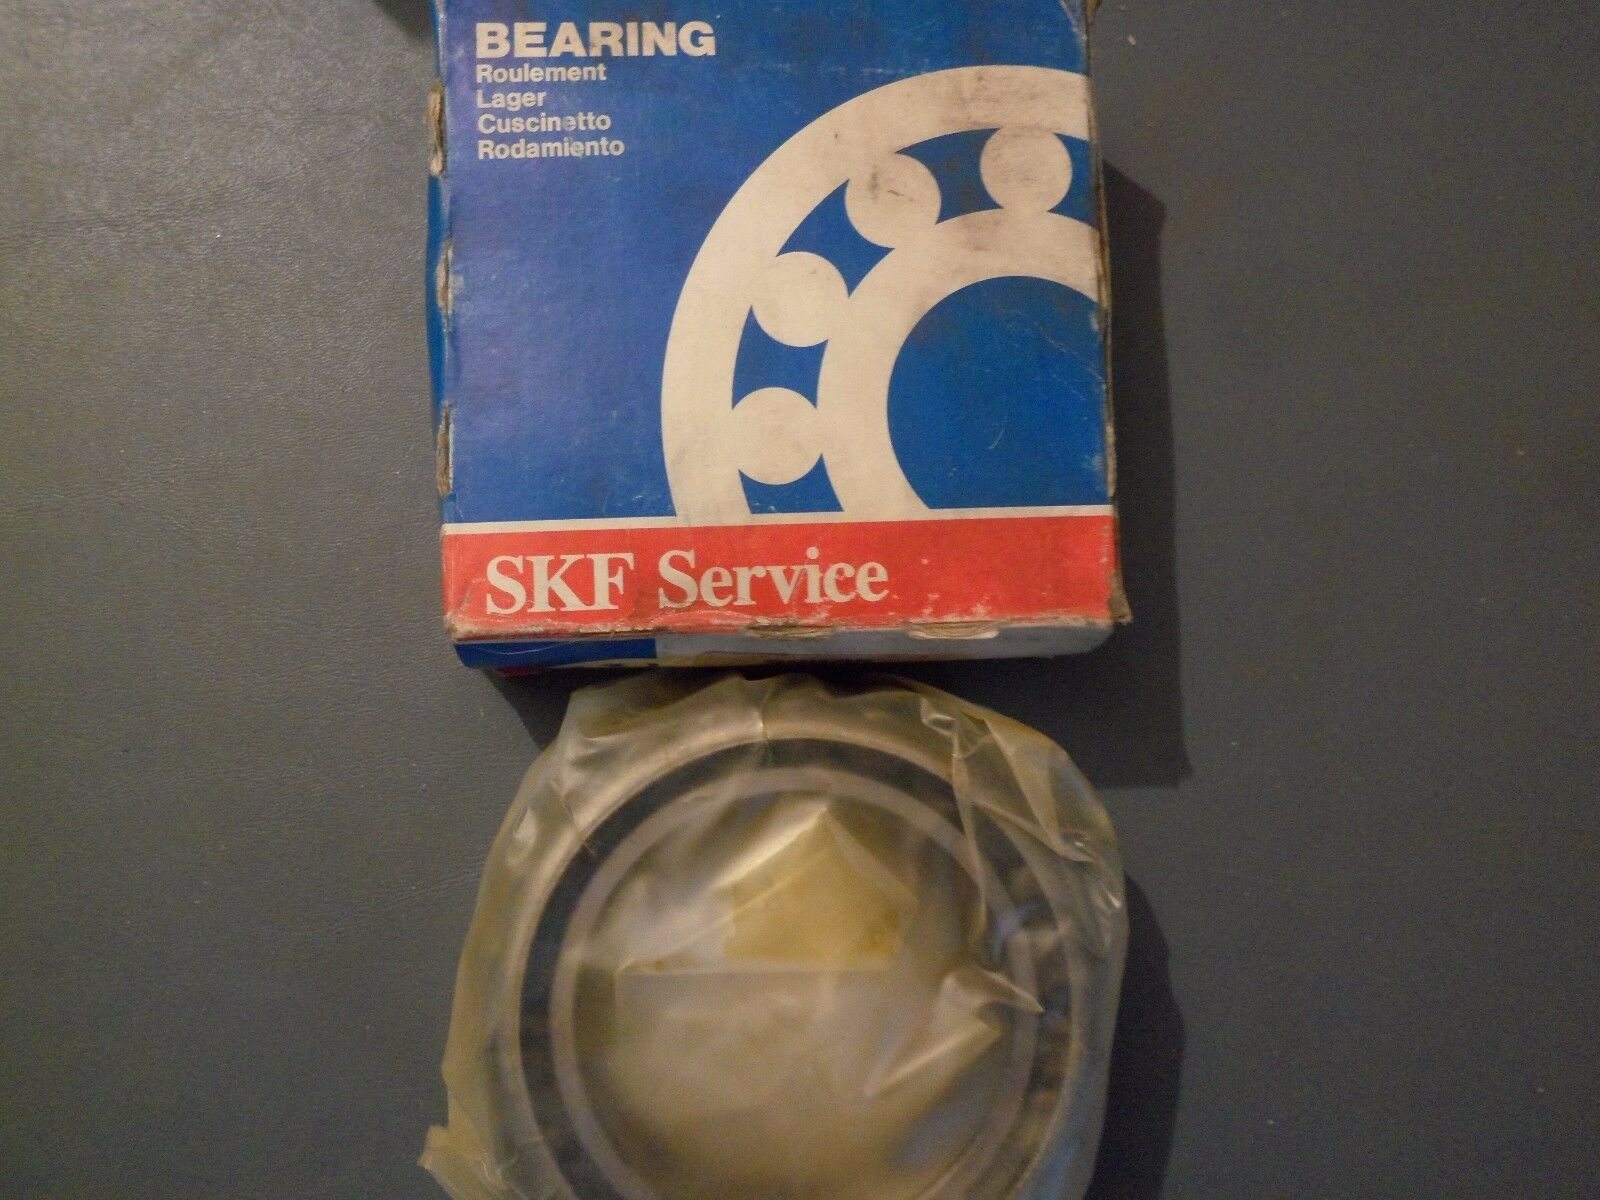 BEARING
Roulement
Lager
Cuscinetto
Rodamiento
SKF Service